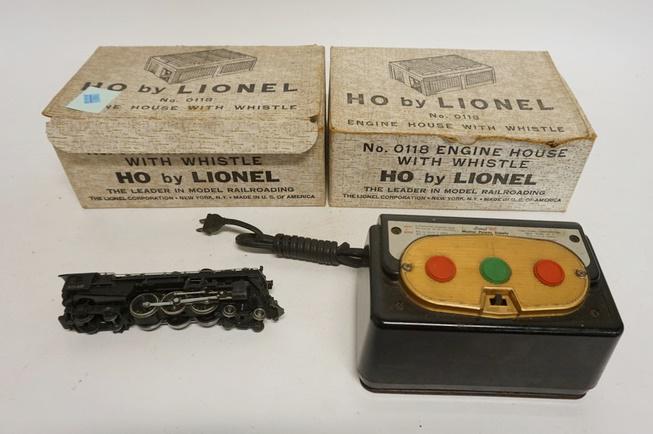 HO by LIONEL
No. 0118
NE HOUSE WITH WHISTLE
WITH WHISTLE
HO by LIONEL
THE LEADER IN MODEL RAILROADING
THE LIONEL CORPORATION • NEW YORK, N.Y. • MADE IN U.S. OF AMERICA
HO by LIONEL
No. 0118
ENGINE HOUSE WITH WHISTLE
No. 0118 ENGINE HOUSE
WITH WHISTLE
HO by LIONEL
THE LEADER IN MODEL RAILROADING
THE LIONEL CORPORATION • NEW YORK, N.Y. • MADE IN U.S. OF AMERICA